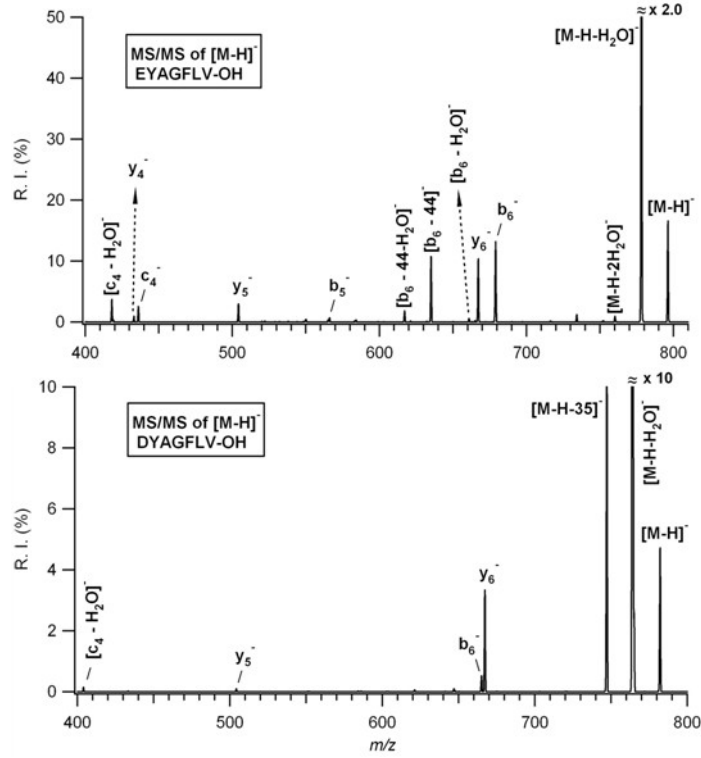 ≈ x 2.0
50
[M-H-H₂O]⁻
MS/MS of [M-H]⁻
EYAGFLV-OH
40
R. I. (%)
30
20
10
0
[c₄ - H₂O]⁻
y₄⁻
c₄⁻
y₅⁻
b₅⁻
[b₆ - 44-H₂O]⁻
[b₆ - 44]⁻
[b₆ - H₂O]⁻
y₆⁻
b₆⁻
[M-H-2H₂O]⁻
[M-H]⁻
400 500 600 700 800
≈ x 10
10
[M-H-35]⁻
MS/MS of [M-H]⁻
DYAGFLV-OH
[M-H-H₂O]⁻
8
R. I. (%)
6
[M-H]⁻
4
y₆⁻
2
[c₄ - H₂O]⁻
y₅⁻
b₆⁻
0
400 500 600 700 800
m/z